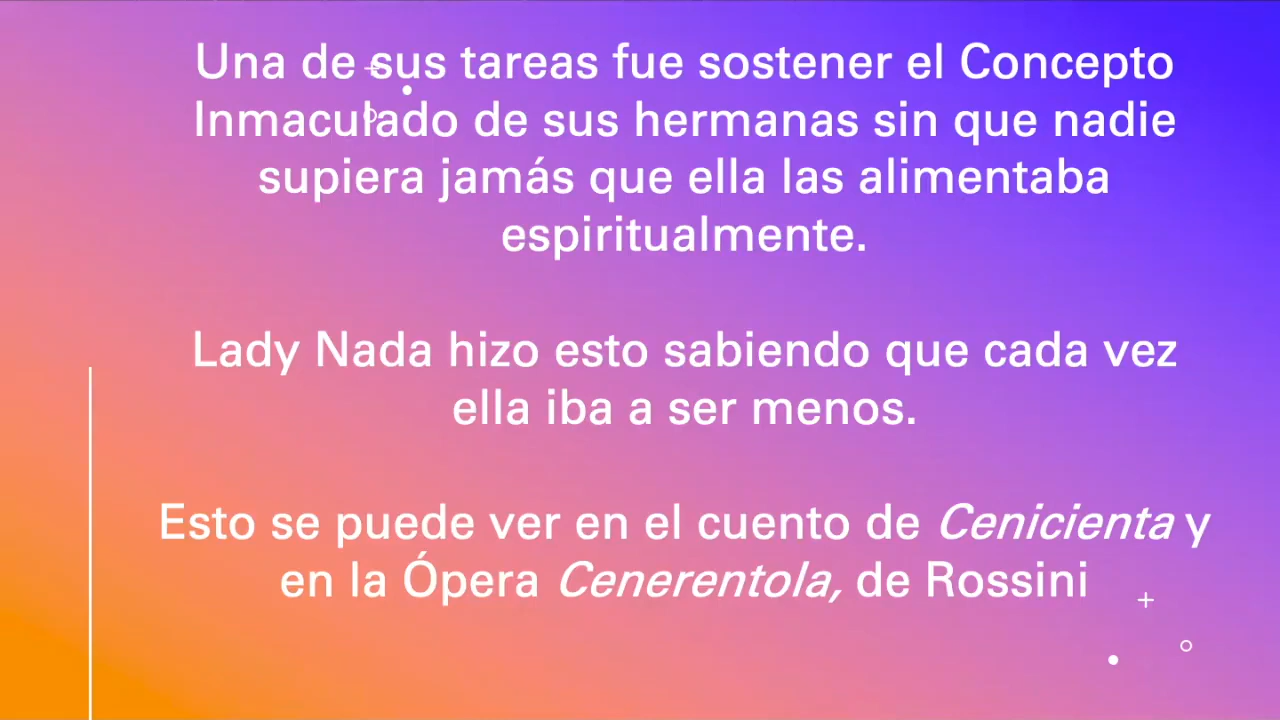 Una de sus tareas fue sostener el Concepto
Inmaculado de sus hermanas sin que nadie
supiera jamás que ella las alimentaba
espiritualmente.
Lady Nada hizo esto sabiendo que cada vez
ella iba a ser menos.
Esto se puede ver en el cuento de Cenicienta y
en la Ópera Cenerentola, de Rossini